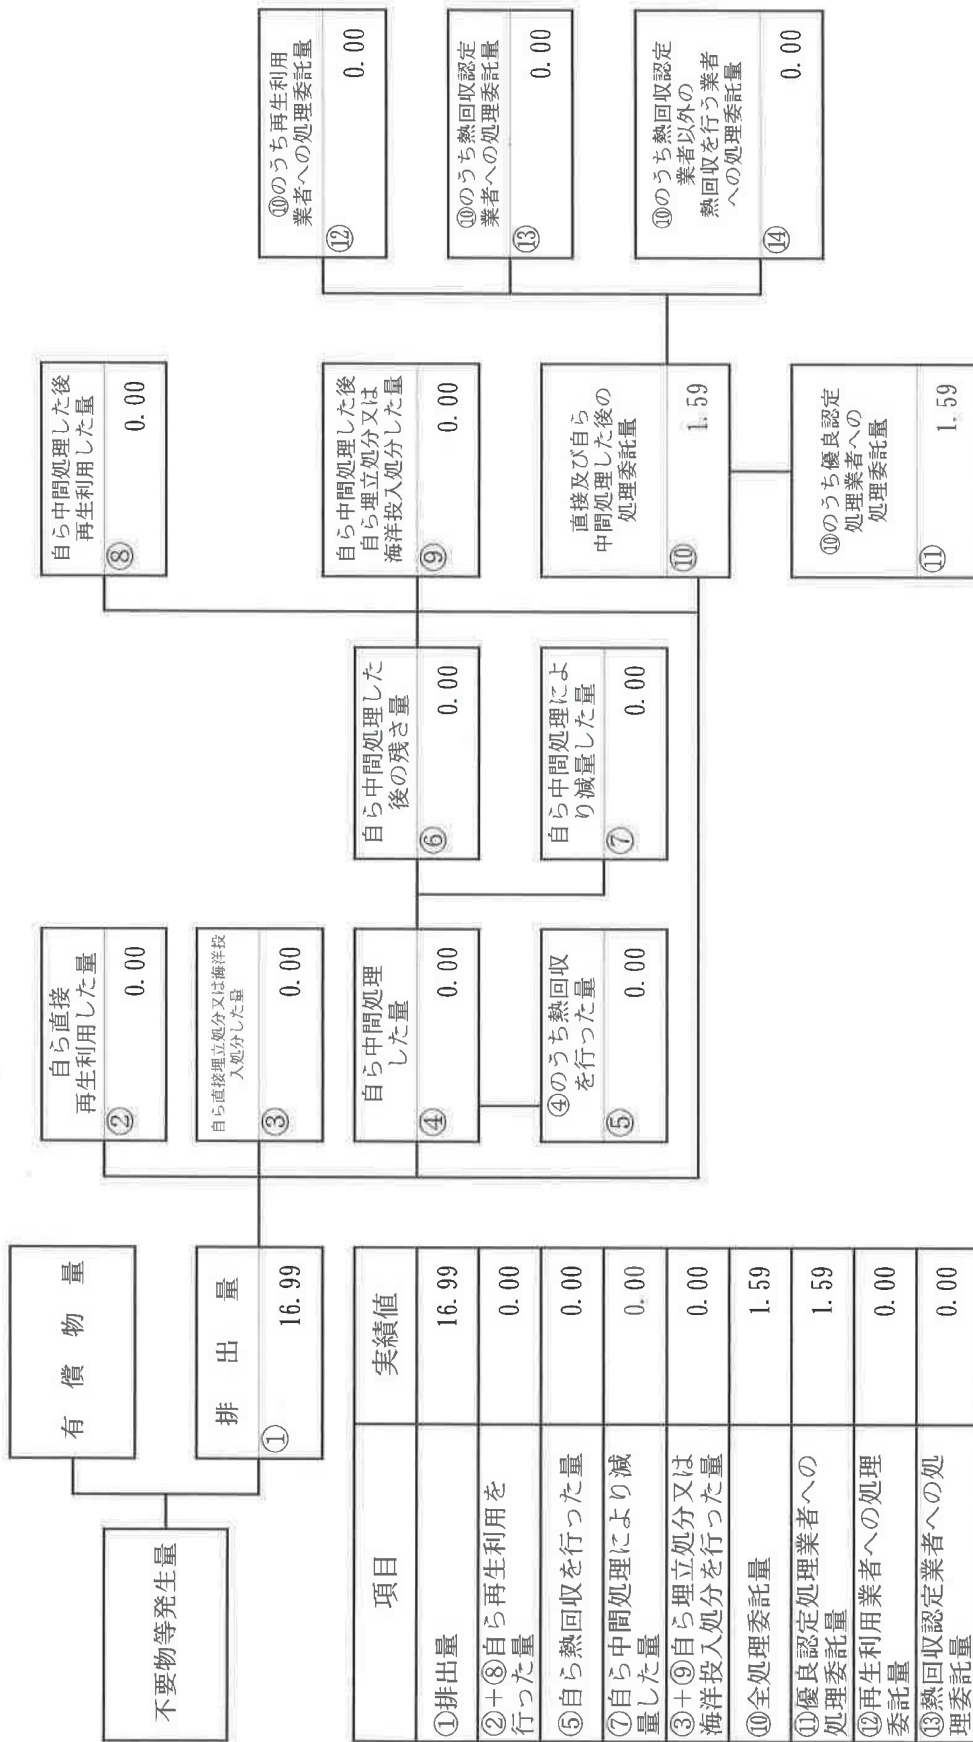 不要物等発生量
有償物量
排出量
①
16.99
自ら直接
再生利用した量
②
0.00
自ら直接埋立処分又は海洋投
入処分した量
③
0.00
自ら中間処理
した量
④
0.00
④のうち熱回収
を行った量
⑤
0.00
自ら中間処理した
後の残さ量
⑥
0.00
自ら中間処理によ
り減量した量
⑦
0.00
自ら中間処理した後
再生利用した量
⑧
0.00
自ら中間処理した後
自ら埋立処分又は
海洋投入処分した量
⑨
0.00
直接及び自ら
中間処理した後の
処理委託量
⑩
1.59
⑩のうち優良認定
処理業者への
処理委託量
⑪
1.59
⑩のうち再生利用
業者への処理委託量
⑫
0.00
⑩のうち熱回収認定
業者への処理委託量
⑬
0.00
⑩のうち熱回収認定
業者以外の
熱回収を行う業者
への処理委託量
⑭
0.00
項目 実績値
①排出量 16.99
②+⑧自ら再生利用を
行った量 0.00
⑤自ら熱回収を行った量 0.00
⑦自ら中間処理により減
量した量 0.00
③+⑨自ら埋立処分又は
海洋投入処分を行った量 0.00
⑩全処理委託量 1.59
⑪優良認定処理業者への
処理委託量 1.59
⑫再生利用業者への処理
委託量 0.00
⑬熱回収認定業者への処
理委託量 0.00